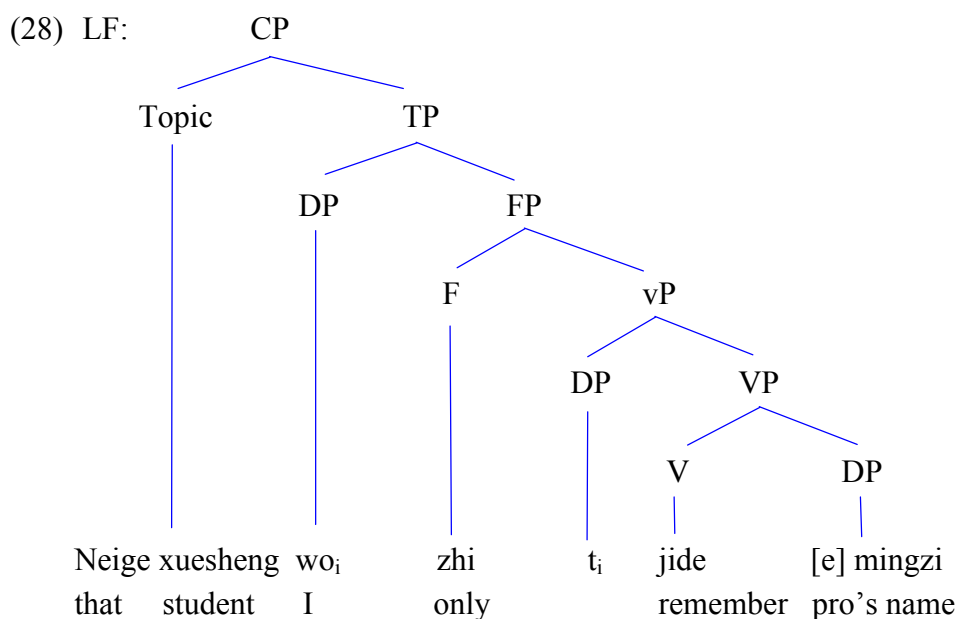 (28) LF: CP
Topic TP
DP FP
F vP
DP VP
V DP
Neige xuesheng woi zhi ti jide [e] mingzi
that student I only remember pro’s name